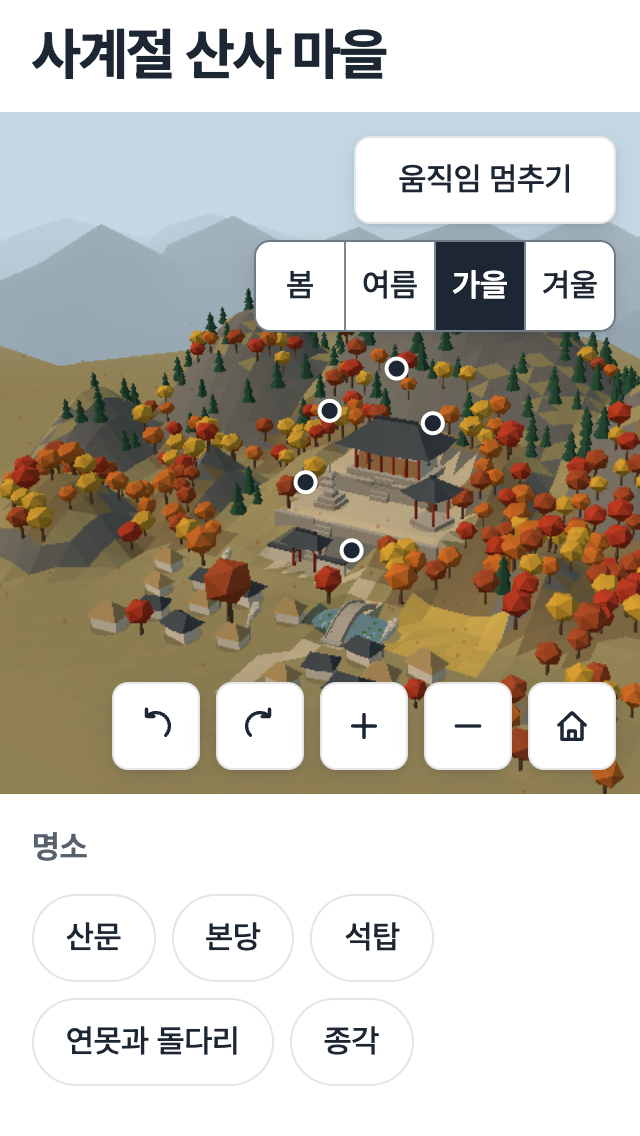 사계절 산사 마을
움직임 멈추기
봄 여름 가을 겨울
명소
산문 본당 석탑
연못과 돌다리 종각